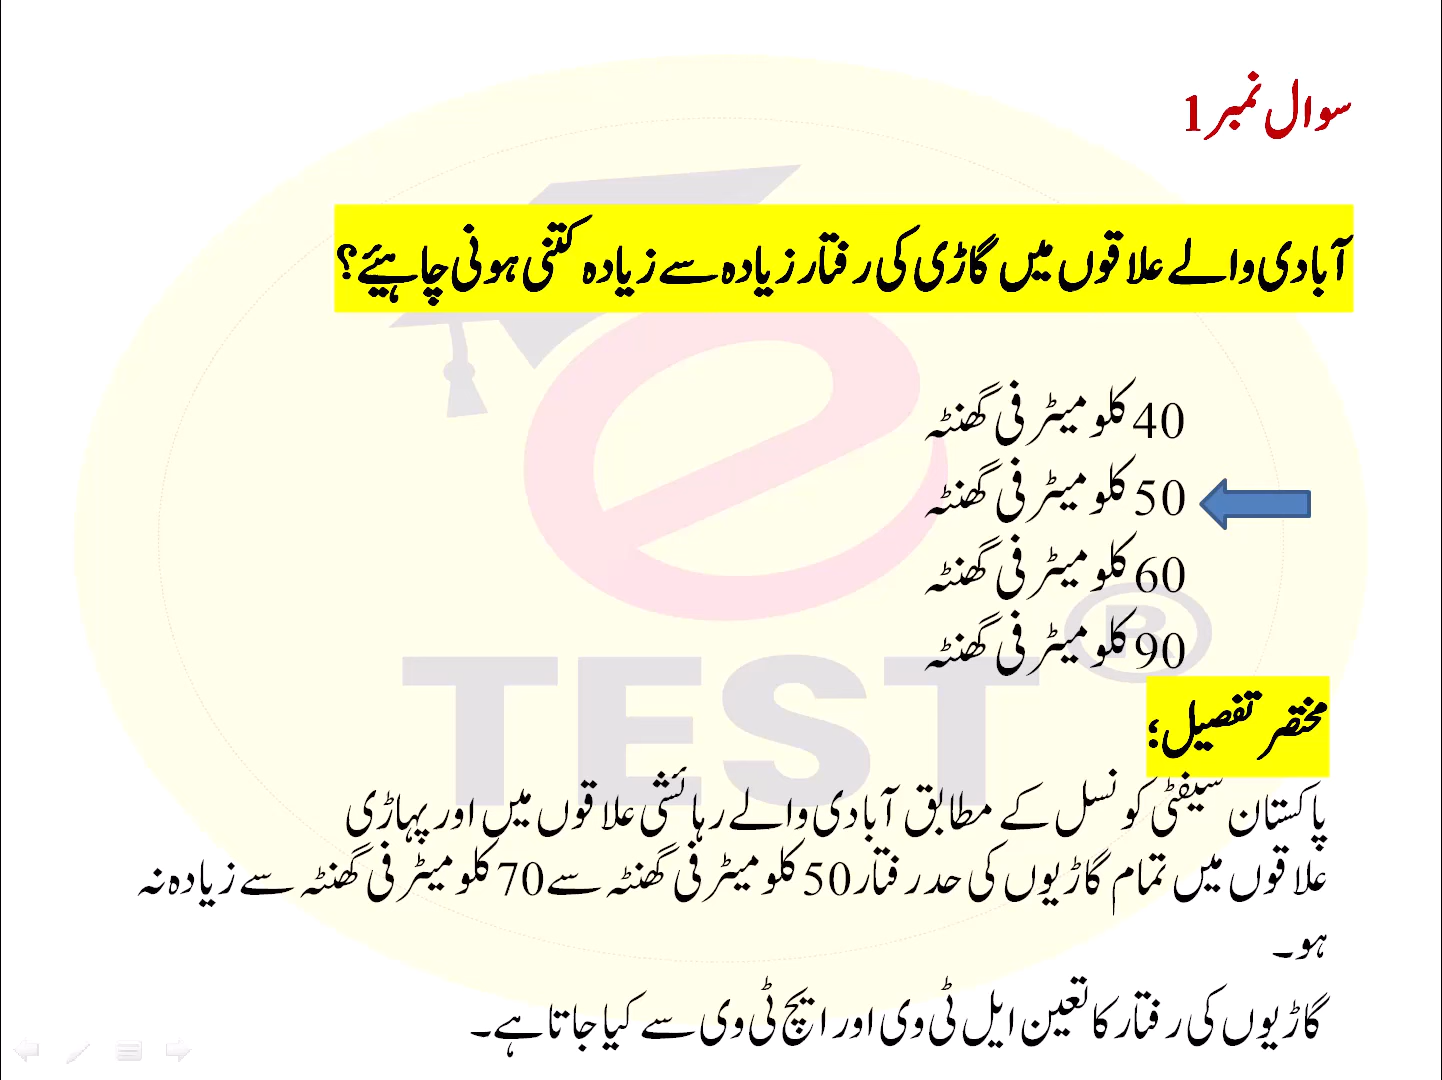 سوال نمبر 1
آبادی والے علاقوں میں گاڑی کی رفتار زیادہ سے زیادہ کتنی ہونی چاہیئے؟
40 کلومیٹر فی گھنٹہ
50 کلومیٹر فی گھنٹہ
60 کلومیٹر فی گھنٹہ
90 کلومیٹر فی گھنٹہ
مختصر تفصیل؛
پاکستان سیفٹی کونسل کے مطابق آبادی والے رہائشی علاقوں میں اور پہاڑی
علاقوں میں تمام گاڑیوں کی حد رفتار 50 کلومیٹر فی گھنٹہ سے 70 کلومیٹر فی گھنٹہ سے زیادہ نہ
ہو۔
گاڑیوں کی رفتار کا تعین ایل ٹی وی اور ایچ ٹی وی سے کیا جاتا ہے۔
e
TEST ®